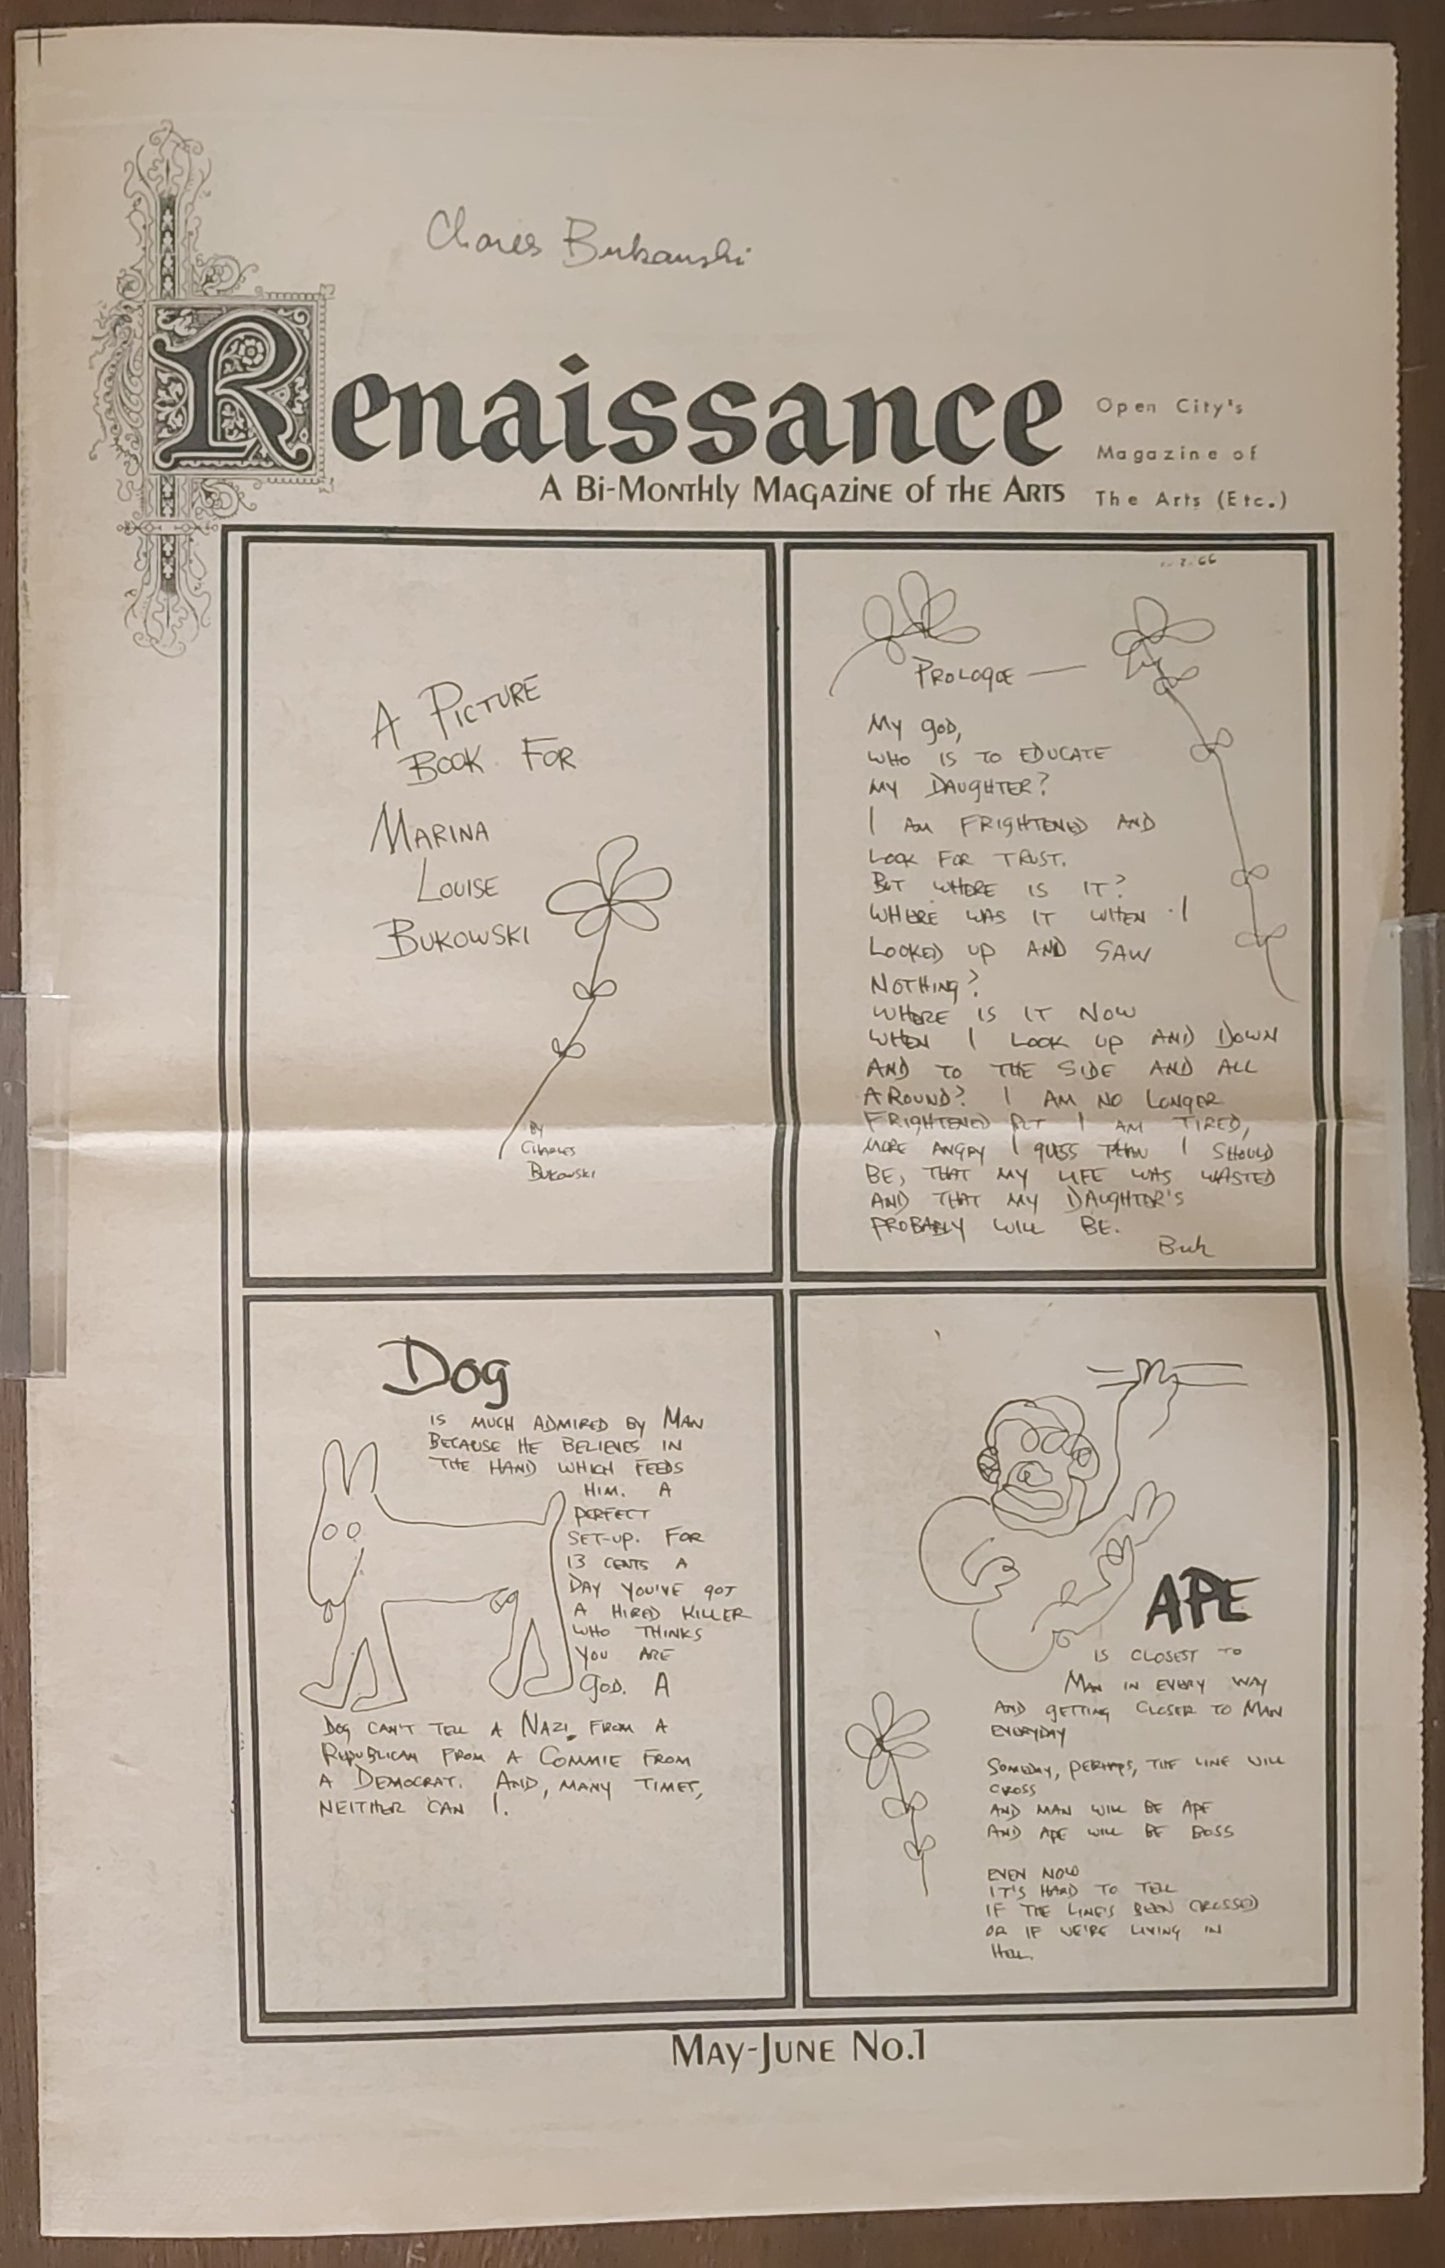 Charles Bukowski
Renaissance
A Bi-Monthly Magazine of the Arts
Open City's
Magazine of
The Arts (Etc.)
A PICTURE
BOOK FOR
MARINA
LOUISE
BUKOWSKI
BY
CHARLES
BUKOWSKI
PROLOGUE —
MY GOD,
WHO IS TO EDUCATE
MY DAUGHTER?
I AM FRIGHTENED AND
LOOK FOR TRUST.
BUT WHERE IS IT?
WHERE WAS IT WHEN I
LOOKED UP AND SAW
NOTHING?
WHERE IS IT NOW
WHEN I LOOK UP AND DOWN
AND TO THE SIDE AND ALL
AROUND? I AM NO LONGER
FRIGHTENED BUT I AM TIRED,
MORE ANGRY I GUESS THAN I SHOULD
BE, THAT MY LIFE WAS WASTED
AND THAT MY DAUGHTER'S
PROBABLY WILL BE.
Buk
DOG
IS MUCH ADMIRED BY MAN
BECAUSE HE BELIEVES IN
THE HAND WHICH FEEDS
HIM. A
PERFECT
SET-UP. FOR
13 CENTS A
DAY YOU'VE GOT
A HIRED KILLER
WHO THINKS
YOU ARE
GOD. A
DOG CAN'T TELL A NAZI FROM A
REPUBLICAN FROM A COMMIE FROM
A DEMOCRAT. AND, MANY TIMES,
NEITHER CAN I.
APE
IS CLOSEST TO
MAN IN EVERY WAY
AND GETTING CLOSER TO MAN
EVERYDAY
SOMEDAY, PERHAPS, THE LINE WILL
CROSS
AND MAN WILL BE APE
AND APE WILL BE BOSS
EVEN NOW
IT'S HARD TO TELL
IF THE LINE'S BEEN CROSSED
OR IF WE'RE LIVING IN
HELL.
May-June No.1